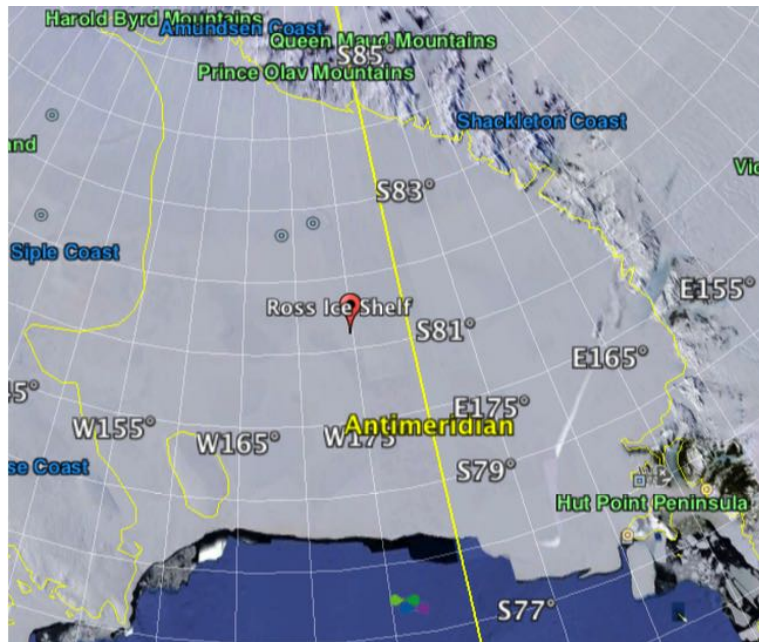 Harold Byrd Mountains
Amundsen Coast
Queen Maud Mountains
S85°
Prince Olav Mountains
Shackleton Coast
S83°
Siple Coast
E155°
Ross Ice Shelf
S81°
E165°
E175°
W155°
W165°
W175°
Antimeridian
S79°
Hut Point Peninsula
S77°